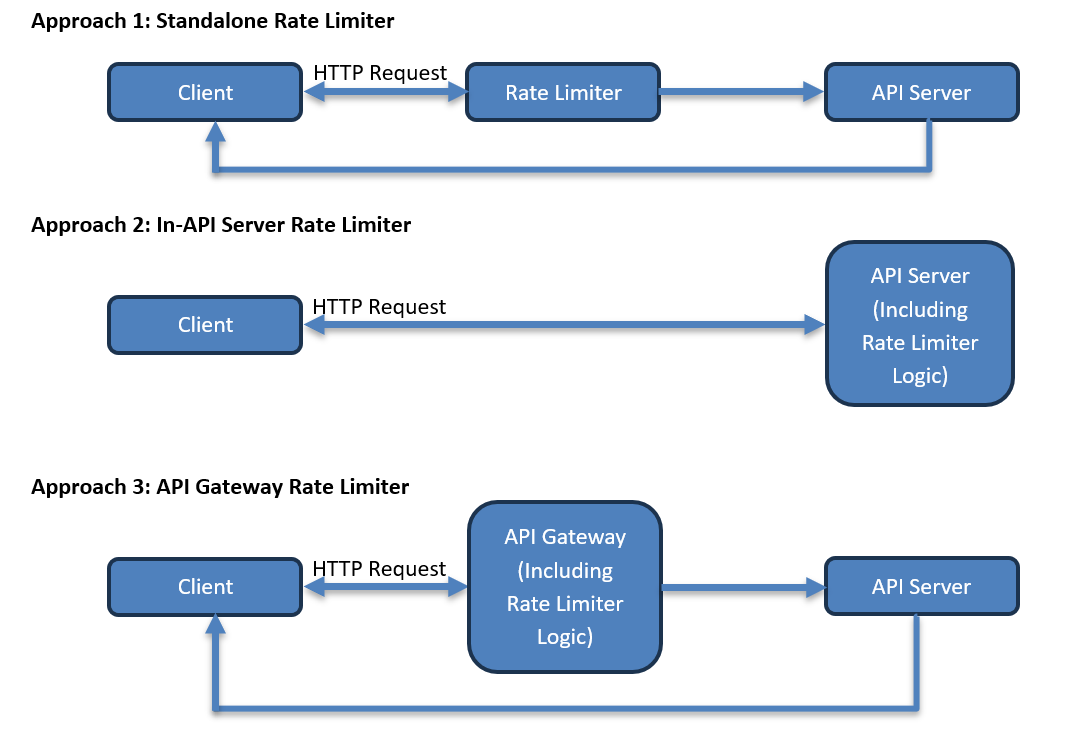 Approach 1: Standalone Rate Limiter
Client
HTTP Request
Rate Limiter
API Server
Approach 2: In-API Server Rate Limiter
Client
HTTP Request
API Server
(Including
Rate Limiter
Logic)
Approach 3: API Gateway Rate Limiter
Client
HTTP Request
API Gateway
(Including
Rate Limiter
Logic)
API Server